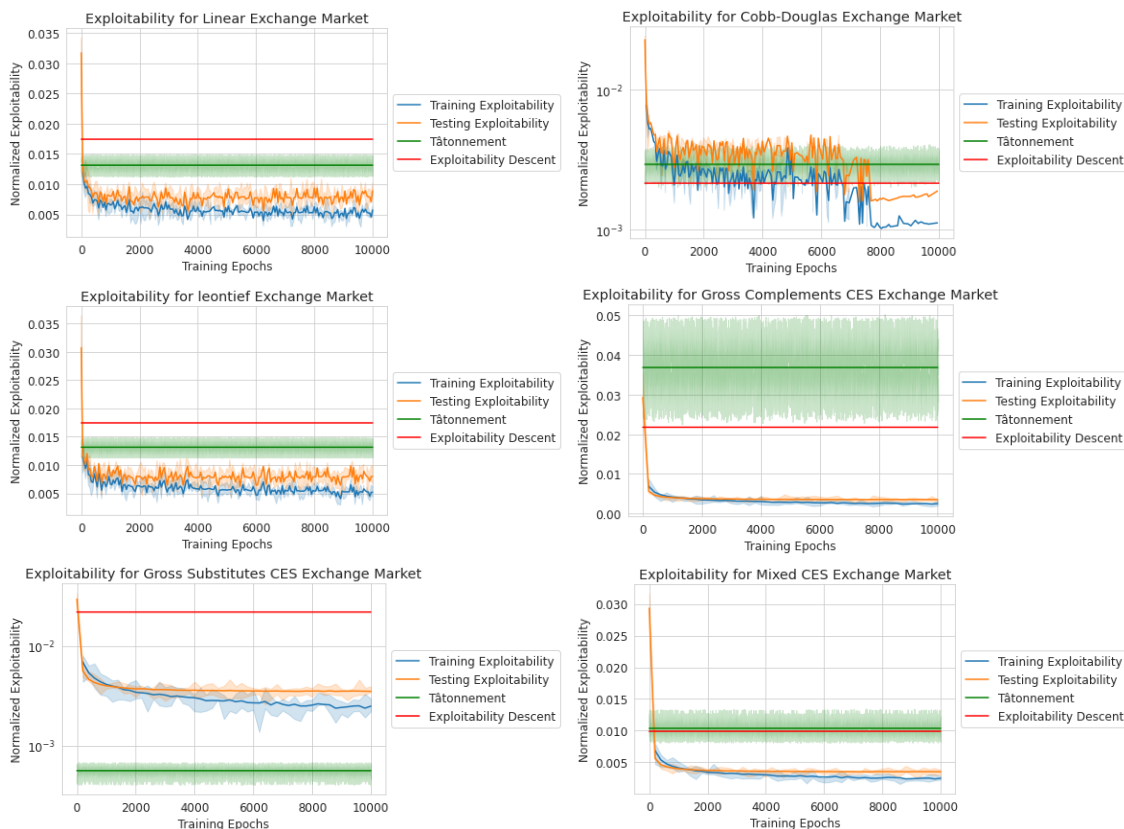 Exploitability for Linear Exchange Market
Normalized Exploitability
0.035
0.030
0.025
0.020
0.015
0.010
0.005
0 2000 4000 6000 8000 10000
Training Epochs
Training Exploitability
Testing Exploitability
Tâtonnement
Exploitability Descent
Exploitability for Cobb-Douglas Exchange Market
Normalized Exploitability
10⁻²
10⁻³
0 2000 4000 6000 8000 10000
Training Epochs
Training Exploitability
Testing Exploitability
Tâtonnement
Exploitability Descent
Exploitability for leontief Exchange Market
Normalized Exploitability
0.035
0.030
0.025
0.020
0.015
0.010
0.005
0 2000 4000 6000 8000 10000
Training Epochs
Training Exploitability
Testing Exploitability
Tâtonnement
Exploitability Descent
Exploitability for Gross Complements CES Exchange Market
Normalized Exploitability
0.05
0.04
0.03
0.02
0.01
0.00
0 2000 4000 6000 8000 10000
Training Epochs
Training Exploitability
Testing Exploitability
Tâtonnement
Exploitability Descent
Exploitability for Gross Substitutes CES Exchange Market
Normalized Exploitability
10⁻²
10⁻³
0 2000 4000 6000 8000 10000
Training Epochs
Training Exploitability
Testing Exploitability
Tâtonnement
Exploitability Descent
Exploitability for Mixed CES Exchange Market
Normalized Exploitability
0.030
0.025
0.020
0.015
0.010
0.005
0 2000 4000 6000 8000 10000
Training Epochs
Training Exploitability
Testing Exploitability
Tâtonnement
Exploitability Descent